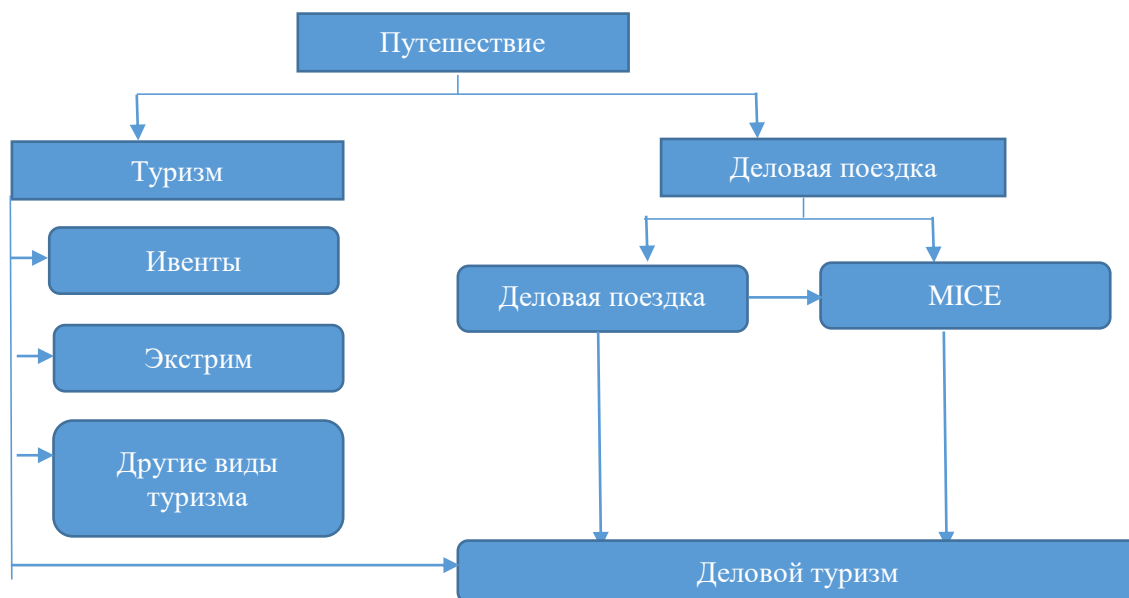 Путешествие
Туризм
Деловая поездка
Ивенты
Деловая поездка
MICE
Экстрим
Другие виды
туризма
Деловой туризм